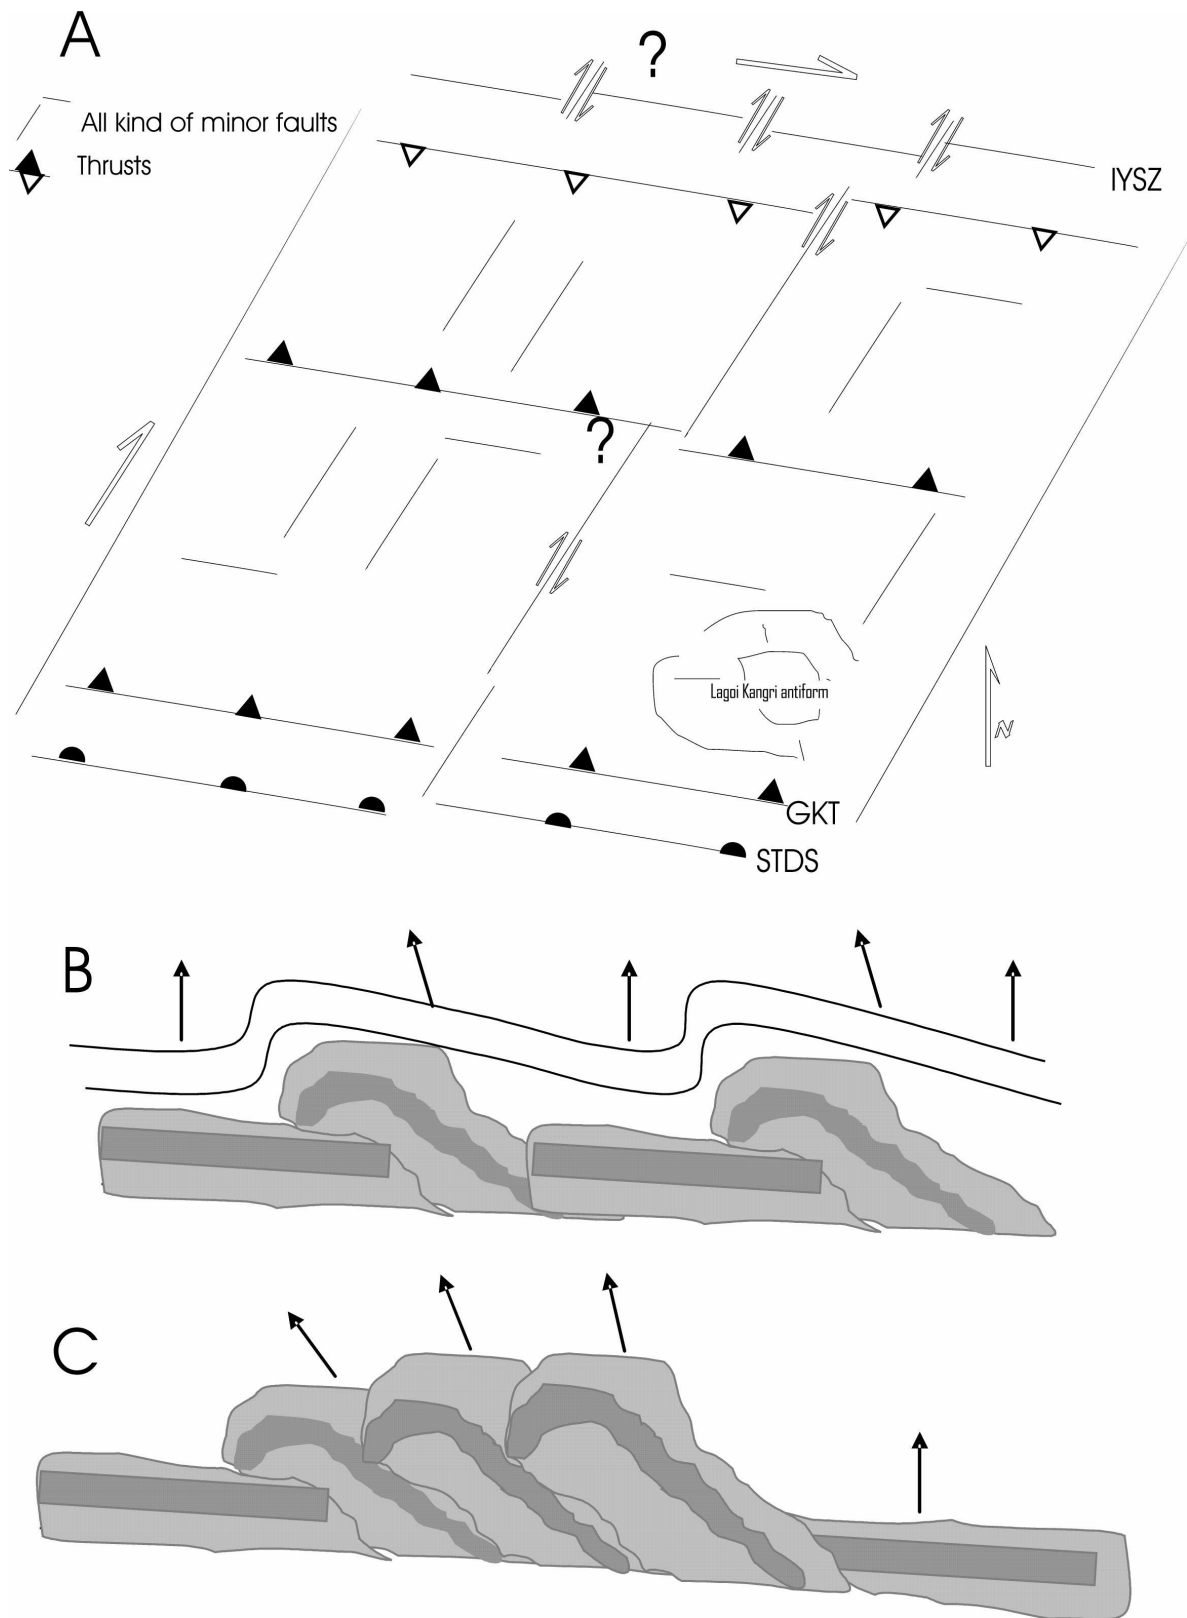 A
?
All kind of minor faults
Thrusts
IYSZ
?
Lagoi Kangri antiform
N
GKT
STDS
B
C